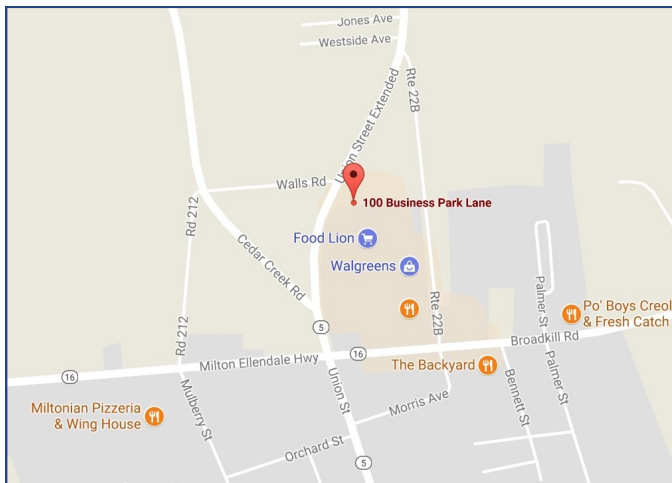 Jones Ave
Westside Ave
Union Street Extended
Rte 22B
Walls Rd
100 Business Park Lane
Rd 212
Food Lion
Cedar Creek Rd
Walgreens
Rte 22B
Palmer St
Po' Boys Creol
& Fresh Catch
5
Rd 212
Broadkill Rd
16
Milton Ellendale Hwy
16
The Backyard
Union St
Bennett St
Palmer St
Mulberry St
Morris Ave
Miltonian Pizzeria
& Wing House
Orchard St
5